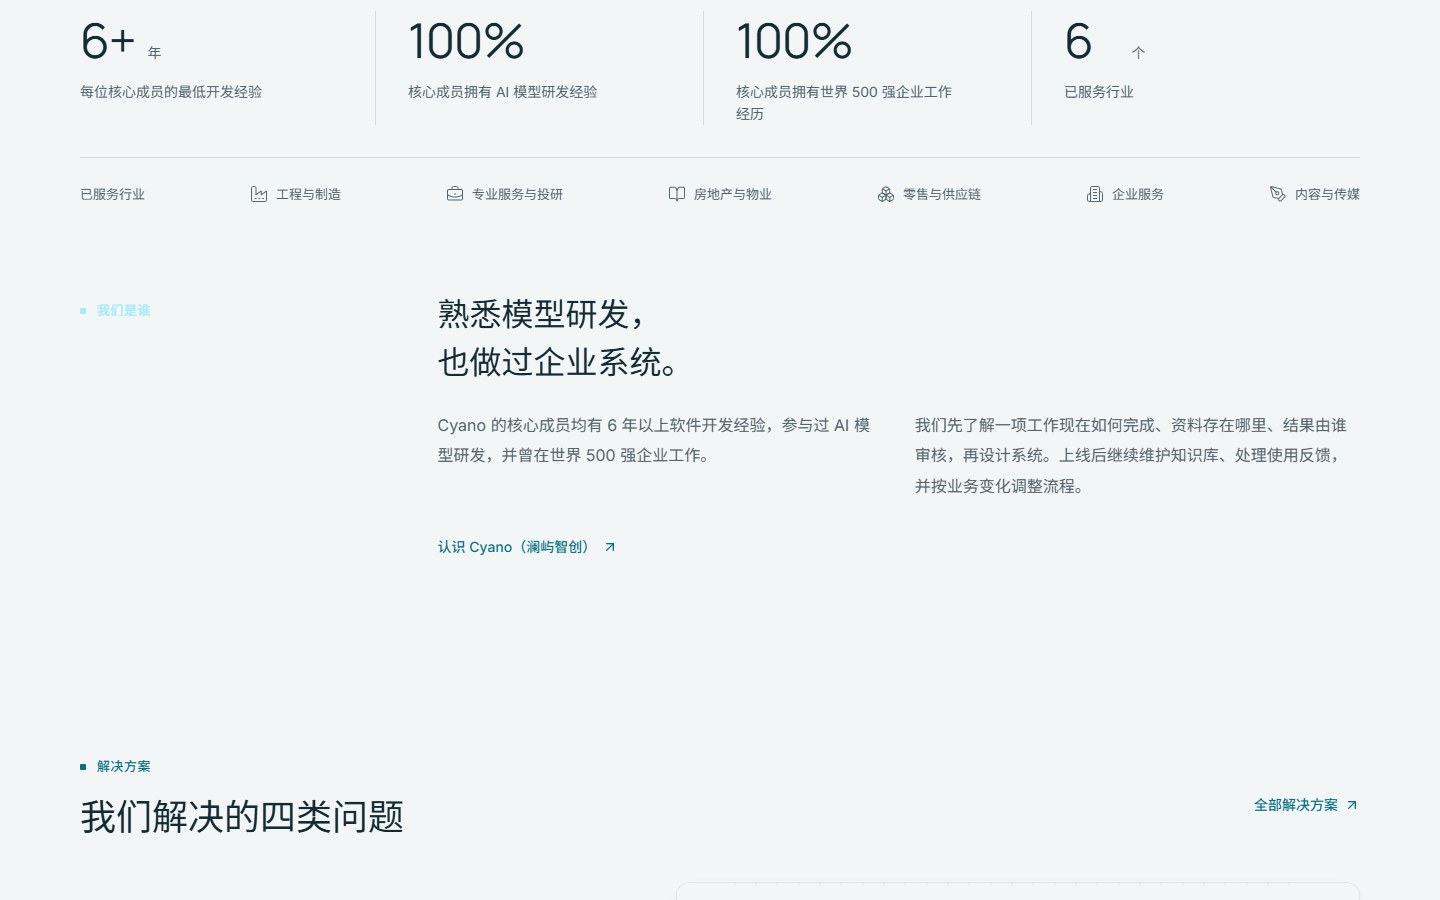 6+ 年
每位核心成员的最低开发经验
100%
核心成员拥有 AI 模型研发经验
100%
核心成员拥有世界 500 强企业工作
经历
6 个
已服务行业
已服务行业
工程与制造
专业服务与投研
房地产与物业
零售与供应链
企业服务
内容与传媒
我们是谁
熟悉模型研发，
也做过企业系统。
Cyano 的核心成员均有 6 年以上软件开发经验，参与过 AI 模
型研发，并曾在世界 500 强企业工作。
我们先了解一项工作现在如何完成、资料存在哪里、结果由谁
审核，再设计系统。上线后继续维护知识库、处理使用反馈，
并按业务变化调整流程。
认识 Cyano（澜屿智创）
解决方案
我们解决的四类问题
全部解决方案